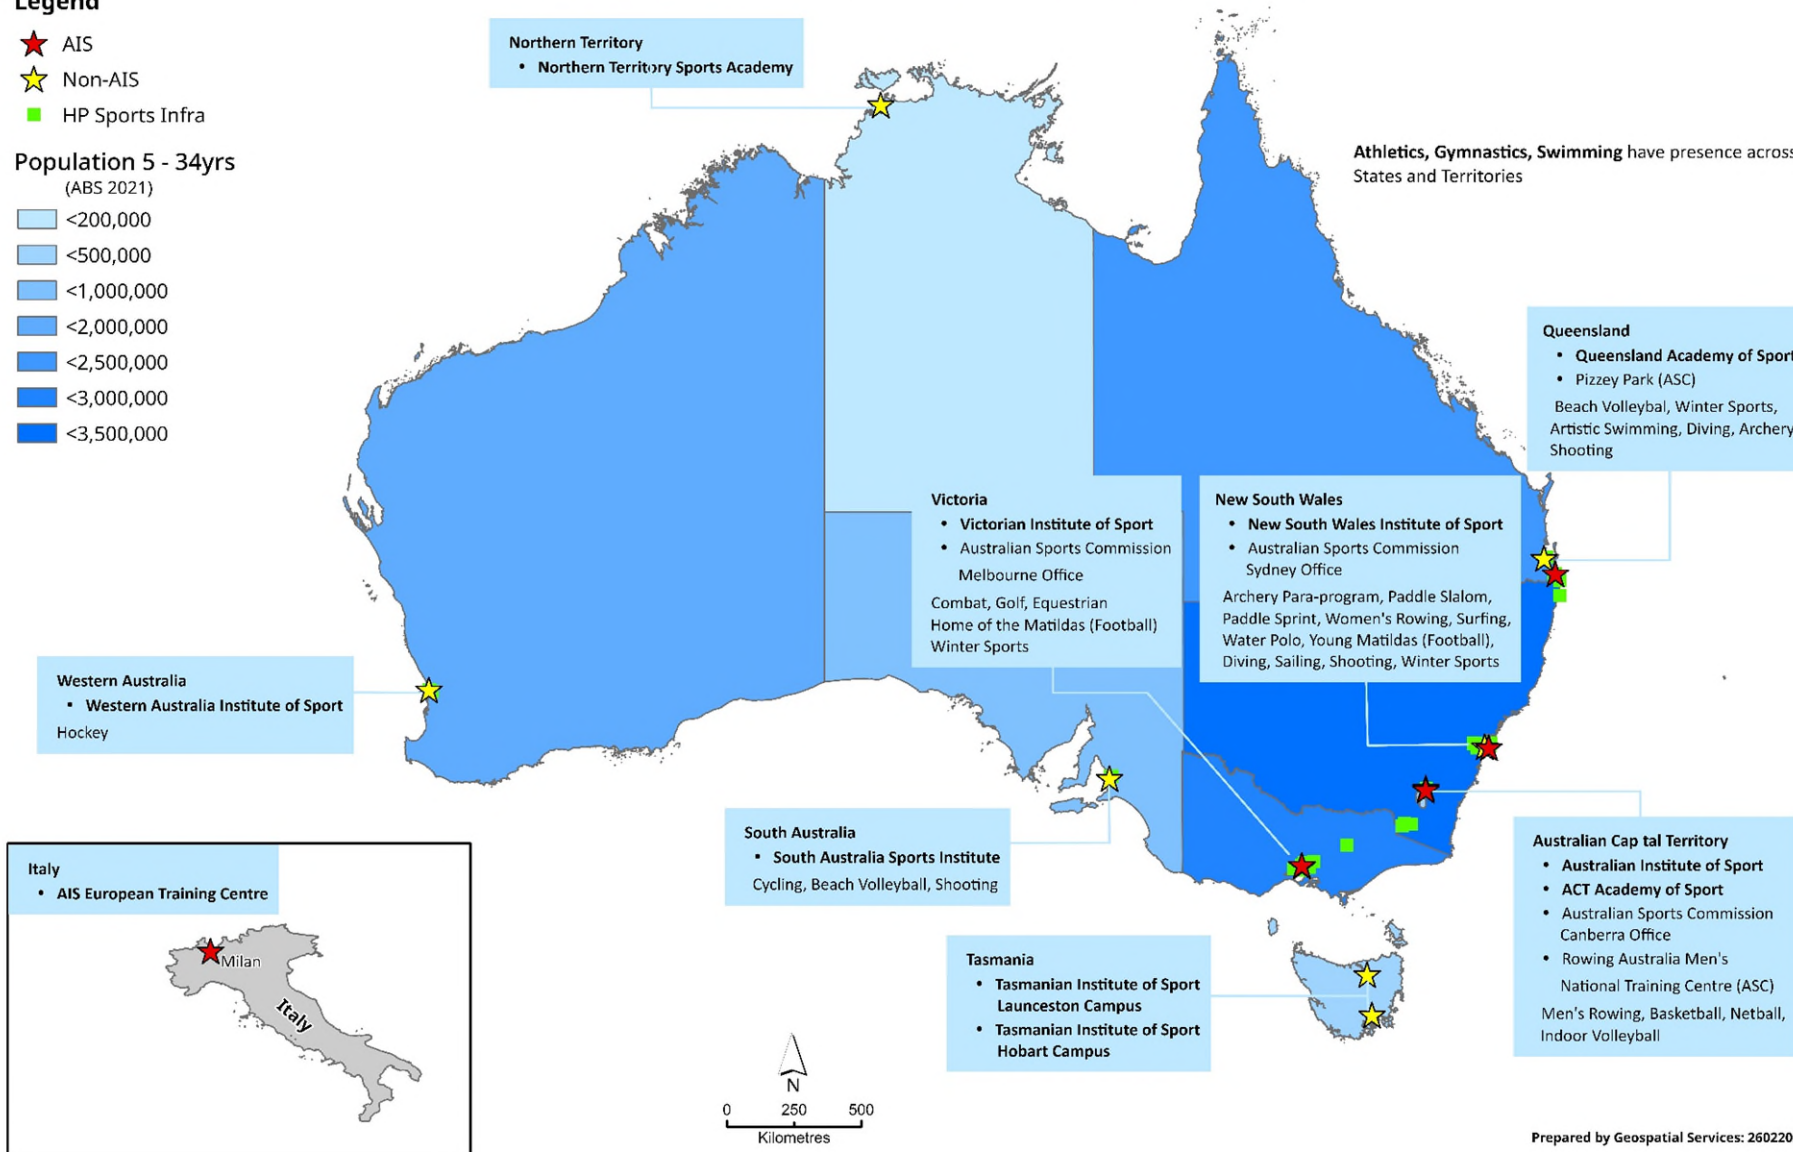 Legend
AIS
Non-AIS
HP Sports Infra
Population 5 - 34yrs
(ABS 2021)
<200,000
<500,000
<1,000,000
<2,000,000
<2,500,000
<3,000,000
<3,500,000
Northern Territory
• Northern Territory Sports Academy
Athletics, Gymnastics, Swimming have presence across
States and Territories
Queensland
• Queensland Academy of Sport
• Pizzey Park (ASC)
Beach Volleybal, Winter Sports,
Artistic Swimming, Diving, Archery
Shooting
Victoria
• Victorian Institute of Sport
• Australian Sports Commission
Melbourne Office
Combat, Golf, Equestrian
Home of the Matildas (Football)
Winter Sports
New South Wales
• New South Wales Institute of Sport
• Australian Sports Commission
Sydney Office
Archery Para-program, Paddle Slalom,
Paddle Sprint, Women's Rowing, Surfing,
Water Polo, Young Matildas (Football),
Diving, Sailing, Shooting, Winter Sports
Western Australia
• Western Australia Institute of Sport
Hockey
South Australia
• South Australia Sports Institute
Cycling, Beach Volleyball, Shooting
Australian Cap tal Territory
• Australian Institute of Sport
• ACT Academy of Sport
• Australian Sports Commission
Canberra Office
• Rowing Australia Men's
National Training Centre (ASC)
Men's Rowing, Basketball, Netball,
Indoor Volleyball
Italy
• AIS European Training Centre
Milan
Italy
Tasmania
• Tasmanian Institute of Sport
Launceston Campus
• Tasmanian Institute of Sport
Hobart Campus
N
0 250 500
Kilometres
Prepared by Geospatial Services: 260220